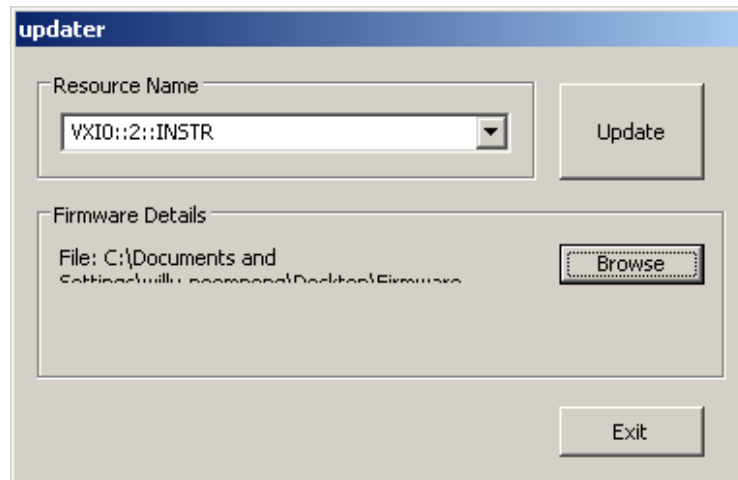 updater
Resource Name
VXI0::2::INSTR
Update
Firmware Details
File: C:\Documents and
Browse
Exit